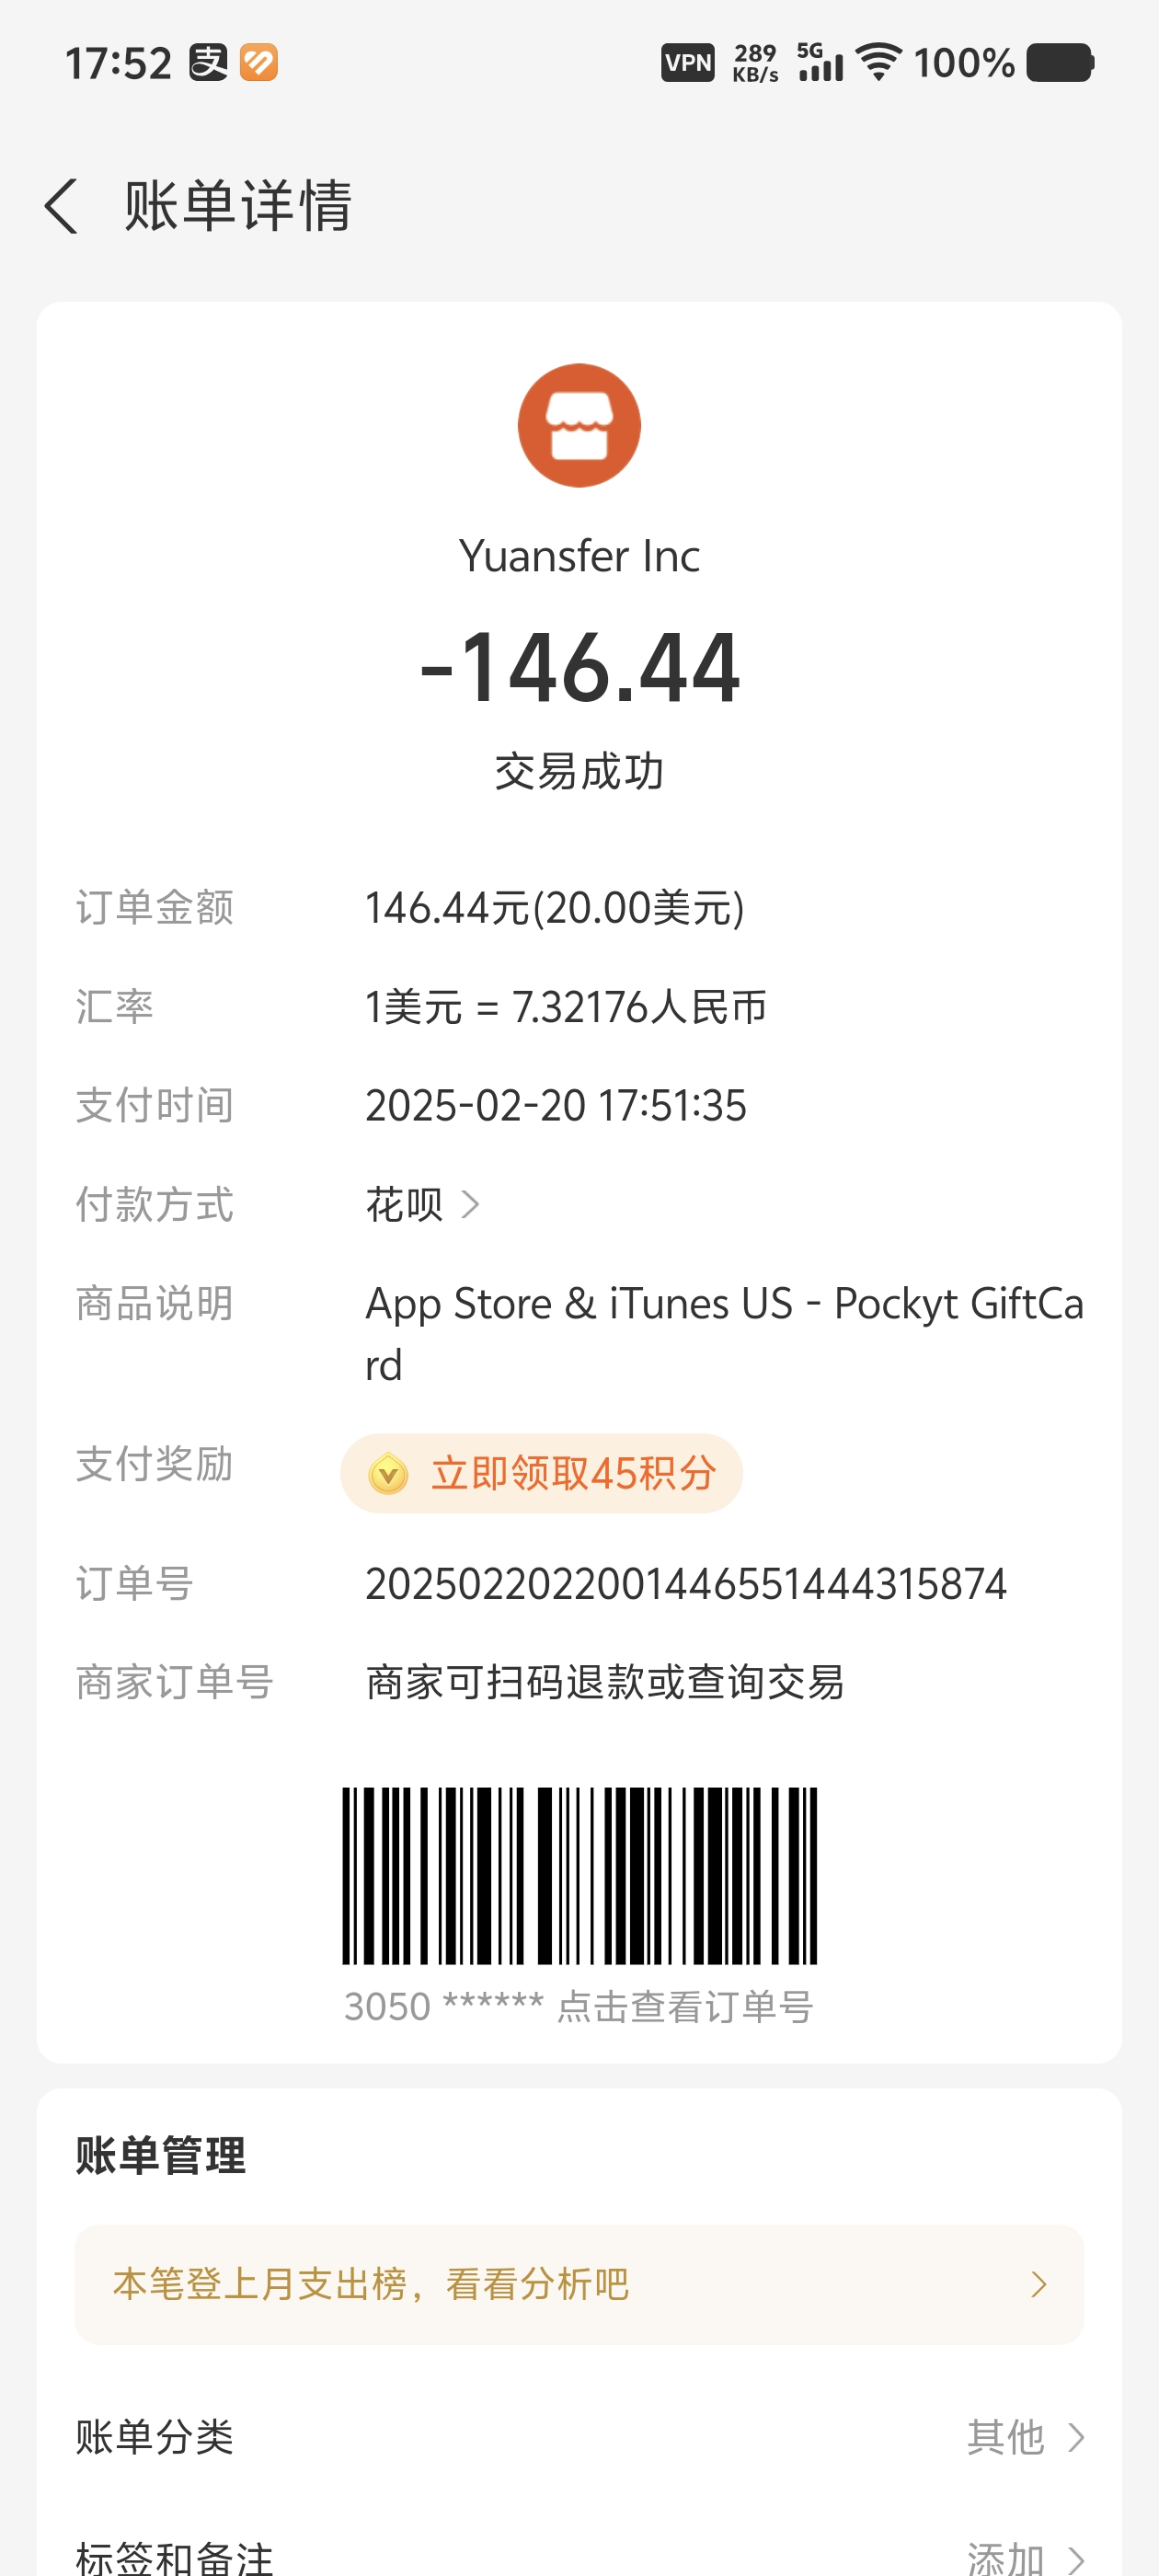 17:52 支 VPN 289 KB/s 5G 100%
账单详情
Yuansfer Inc
-146.44
交易成功
订单金额 146.44元(20.00美元)
汇率 1美元 = 7.32176人民币
支付时间 2025-02-20 17:51:35
付款方式 花呗
商品说明 App Store & iTunes US - Pockyt GiftCa
rd
支付奖励 立即领取45积分
订单号 2025022022001446551444315874
商家订单号 商家可扫码退款或查询交易
3050 ****** 点击查看订单号
账单管理
本笔登上月支出榜，看看分析吧
账单分类 其他
标签和备注 添加